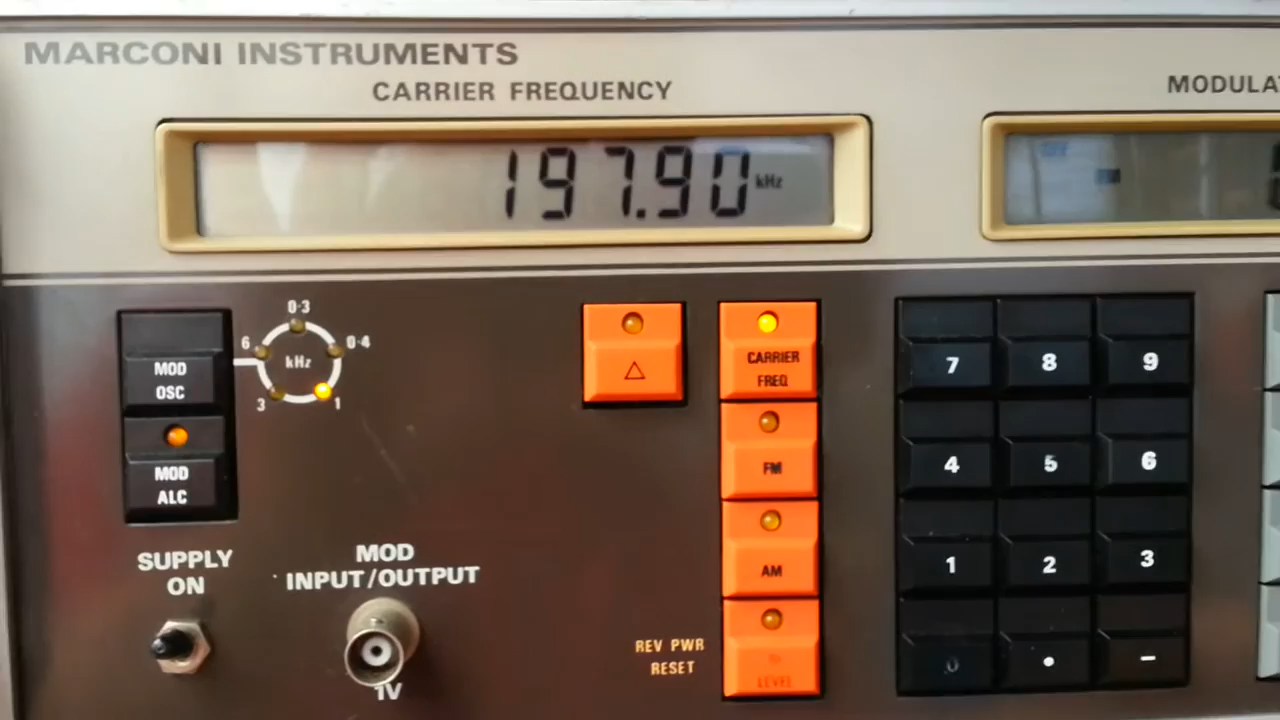 MARCONI INSTRUMENTS
CARRIER FREQUENCY
MODULA
197.90 kHz
0·3
6
0·4
kHz
3
1
MOD
OSC
MOD
ALC
△
CARRIER
FREQ
FM
AM
LEVEL
7 8 9
4 5 6
1 2 3
0 • –
SUPPLY
ON
MOD
INPUT/OUTPUT
1V
REV PWR
RESET